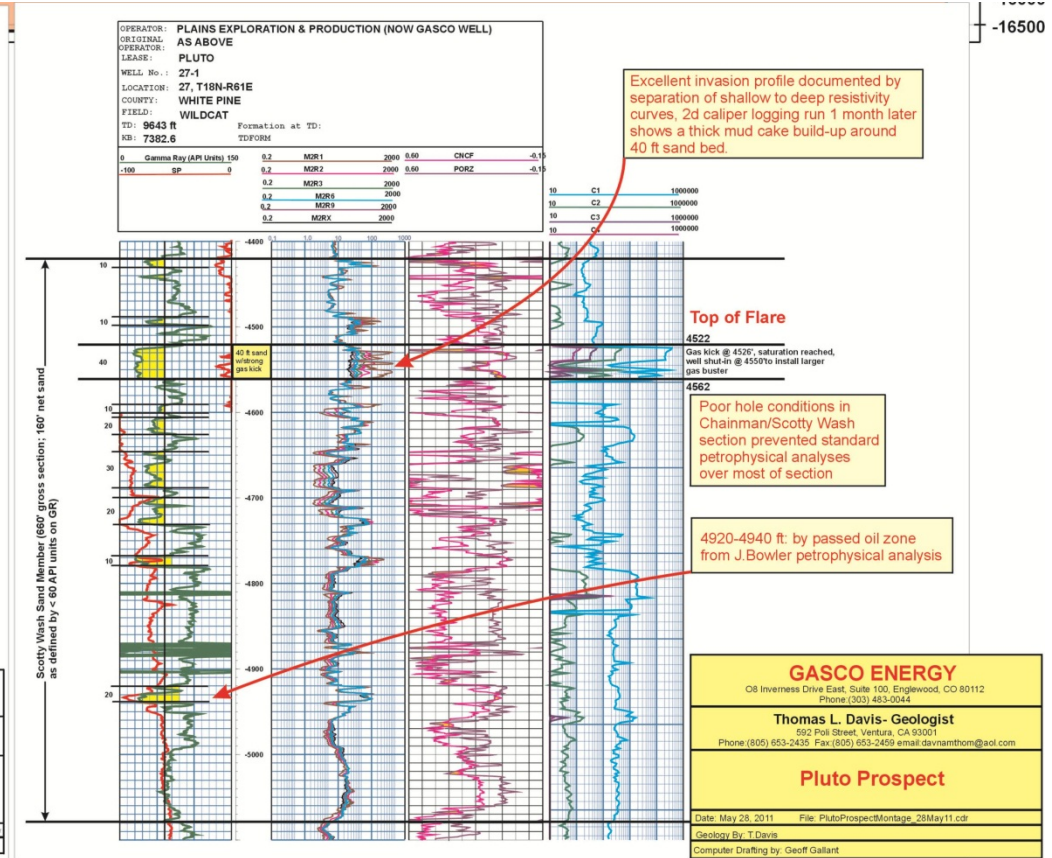 -16500
OPERATOR: PLAINS EXPLORATION & PRODUCTION (NOW GASCO WELL)
ORIGINAL AS ABOVE
OPERATOR:
LEASE: PLUTO
WELL No.: 27-1
LOCATION: 27, T18N-R61E
COUNTY: WHITE PINE
FIELD: WILDCAT
TD: 9643 ft Formation at TD:
KB: 7382.6 TDFORM
0 Gamma Ray (API Units) 150
-100 SP 0
0.2 M2R1 2000
0.2 M2R2 2000
0.2 M2R3 2000
0.2 M2R6 2000
0.2 M2R9 2000
0.2 M2RX 2000
0.60 CNCF -0.15
0.60 PORZ -0.15
10 C1 1000000
10 C2 1000000
10 C3 1000000
10 1000000
Excellent invasion profile documented by
separation of shallow to deep resistivity
curves, 2d caliper logging run 1 month later
shows a thick mud cake build-up around
40 ft sand bed.
0.1 1.0 10 100 1000
-4400
-4500
-4600
-4700
-4800
-4900
-5000
10
10
40
10
20
30
20
10
20
Scotty Wash Sand Member (660' gross section; 160' net sand
as defined by < 60 API units on GR)
40 ft sand
w/strong
gas kick
Top of Flare
4522
Gas kick @ 4526', saturation reached,
well shut-in @ 4550'to install larger
gas buster
4562
Poor hole conditions in
Chainman/Scotty Wash
section prevented standard
petrophysical analyses
over most of section
4920-4940 ft: by passed oil zone
from J.Bowler petrophysical analysis
GASCO ENERGY
O8 Inverness Drive East, Suite 100, Englewood, CO 80112
Phone:(303) 483-0044
Thomas L. Davis- Geologist
592 Poli Street, Ventura, CA 93001
Phone:(805) 653-2435 Fax:(805) 653-2459 email:davnamthom@aol.com
Pluto Prospect
Date: May 28, 2011 File: PlutoProspectMontage_28May11.cdr
Geology By: T.Davis
Computer Drafting by: Geoff Gallant